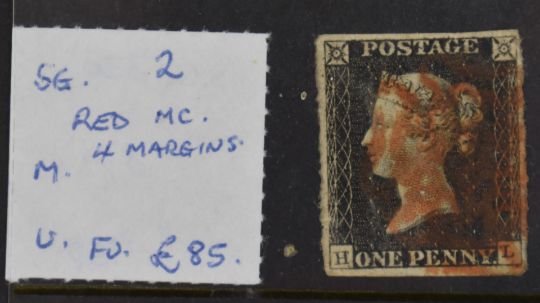 SG. 2
RED MC.
4 MARGINS.
M.
U. FU. £85.
POSTAGE
H ONE PENNY. L